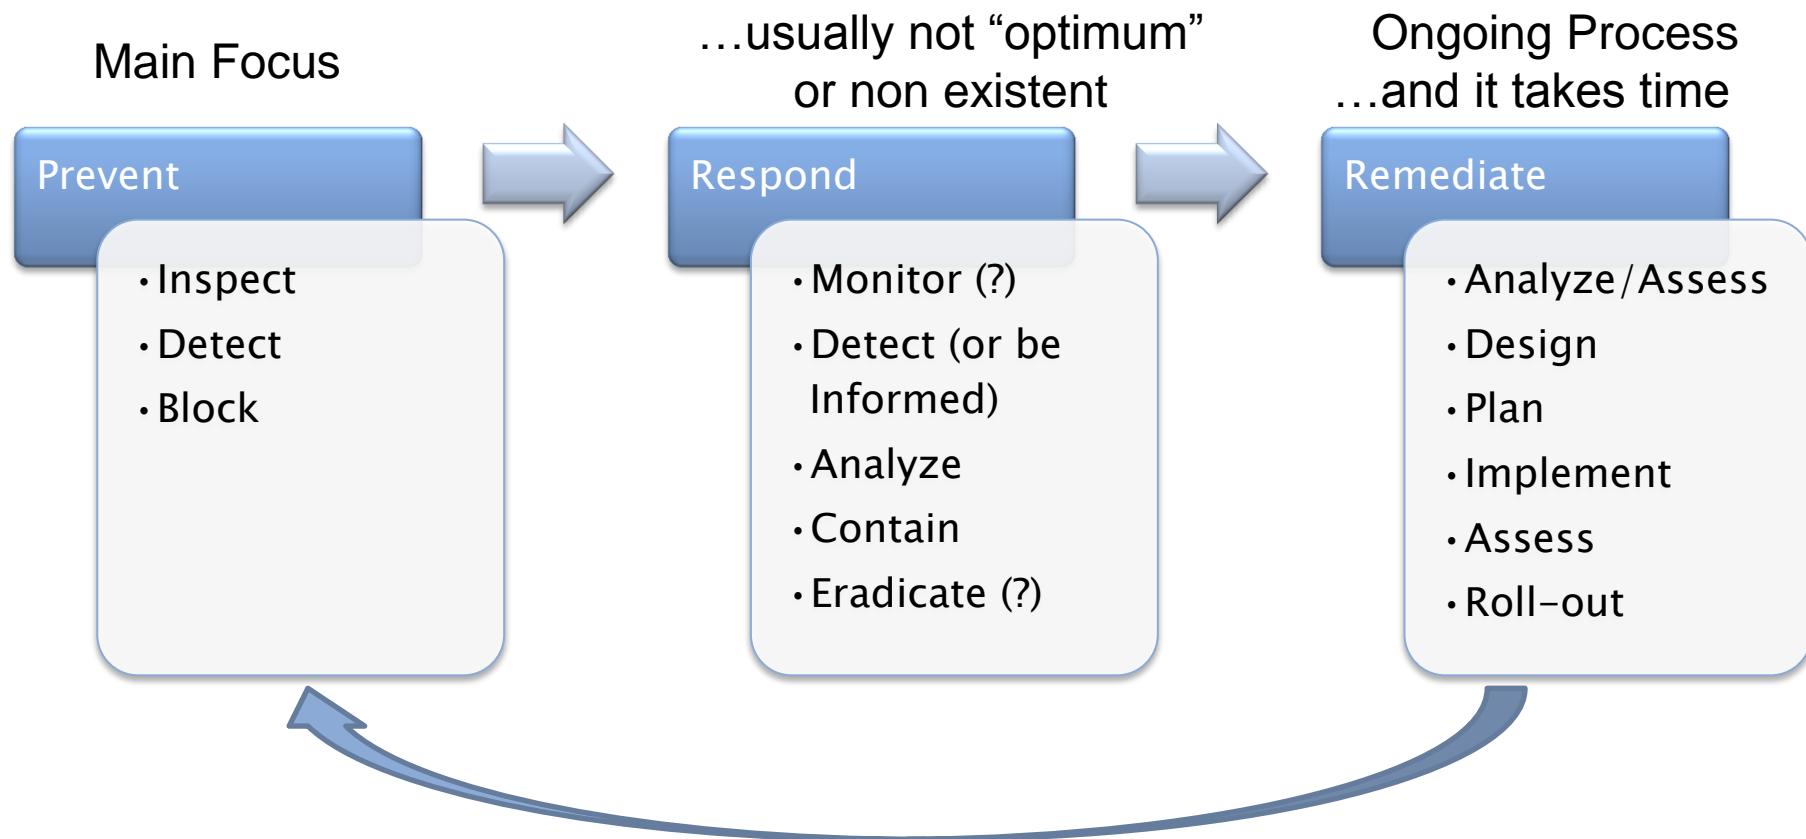 Main Focus
…usually not “optimum”
or non existent
Ongoing Process
…and it takes time
Prevent
• Inspect
• Detect
• Block
Respond
• Monitor (?)
• Detect (or be
Informed)
• Analyze
• Contain
• Eradicate (?)
Remediate
• Analyze/Assess
• Design
• Plan
• Implement
• Assess
• Roll-out